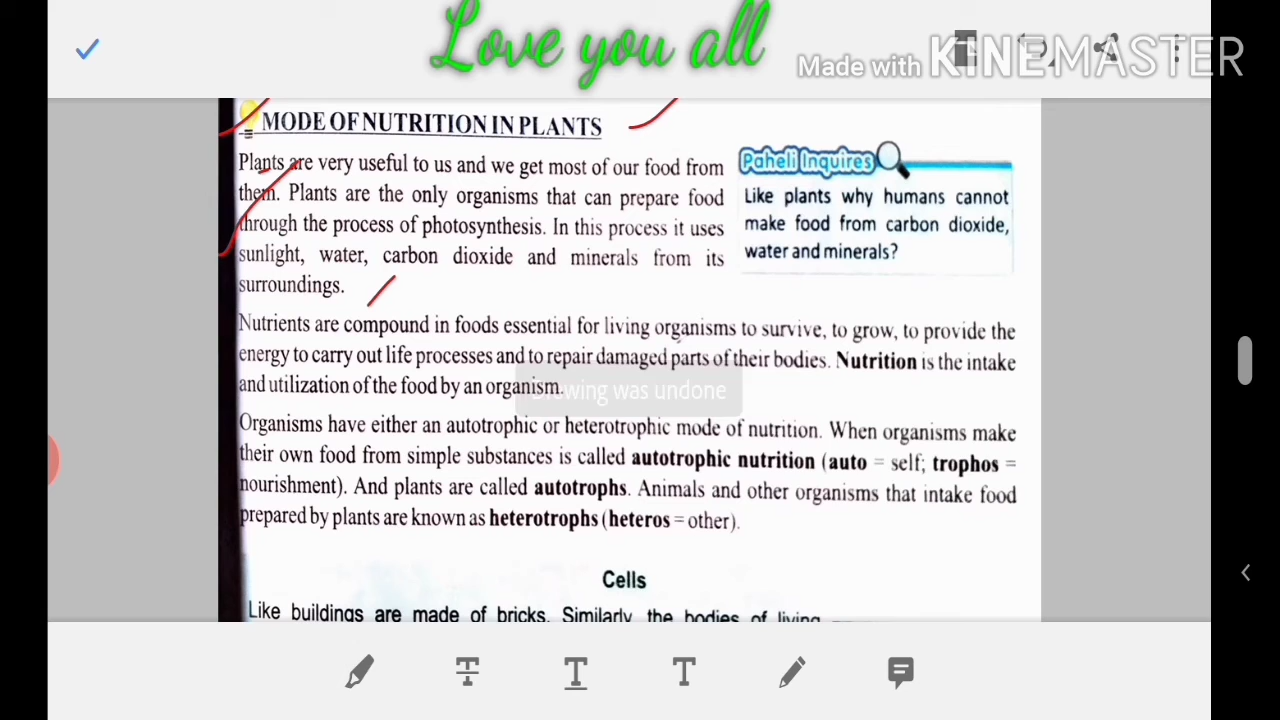 Love you all
Made with KINEMASTER
MODE OF NUTRITION IN PLANTS
Plants are very useful to us and we get most of our food from
them. Plants are the only organisms that can prepare food
through the process of photosynthesis. In this process it uses
sunlight, water, carbon dioxide and minerals from its
surroundings.
Paheli Inquires
Like plants why humans cannot
make food from carbon dioxide,
water and minerals?
Nutrients are compound in foods essential for living organisms to survive, to grow, to provide the
energy to carry out life processes and to repair damaged parts of their bodies. Nutrition is the intake
and utilization of the food by an organism.
Drawing was undone
Organisms have either an autotrophic or heterotrophic mode of nutrition. When organisms make
their own food from simple substances is called autotrophic nutrition (auto = self; trophos =
nourishment). And plants are called autotrophs. Animals and other organisms that intake food
prepared by plants are known as heterotrophs (heteros = other).
Cells
Like buildings are made of bricks. Similarly the bodies of living
T
T
T